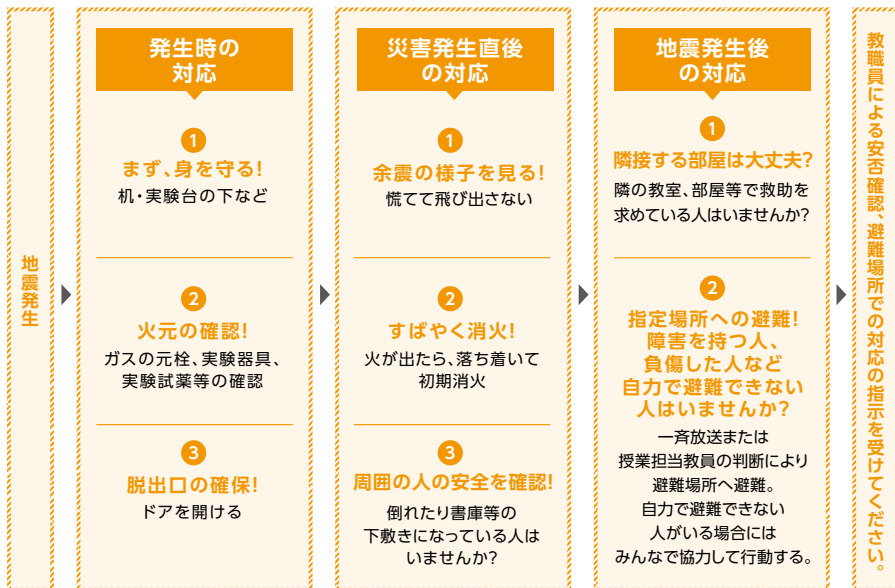 地震発生
発生時の
対応
1
まず、身を守る!
机・実験台の下など
2
火元の確認!
ガスの元栓、実験器具、
実験試薬等の確認
3
脱出口の確保!
ドアを開ける
災害発生直後
の対応
1
余震の様子を見る!
慌てて飛び出さない
2
すばやく消火!
火が出たら、落ち着いて
初期消火
3
周囲の人の安全を確認!
倒れたり書庫等の
下敷きになっている人は
いませんか?
地震発生後
の対応
1
隣接する部屋は大丈夫?
隣の教室、部屋等で救助を
求めている人はいませんか?
2
指定場所への避難!
障害を持つ人、
負傷した人など
自力で避難できない
人はいませんか?
一斉放送または
授業担当教員の判断により
避難場所へ避難。
自力で避難できない
人がいる場合には
みんなで協力して行動する。
教職員による安否確認、避難場所での対応の指示を受けてください。